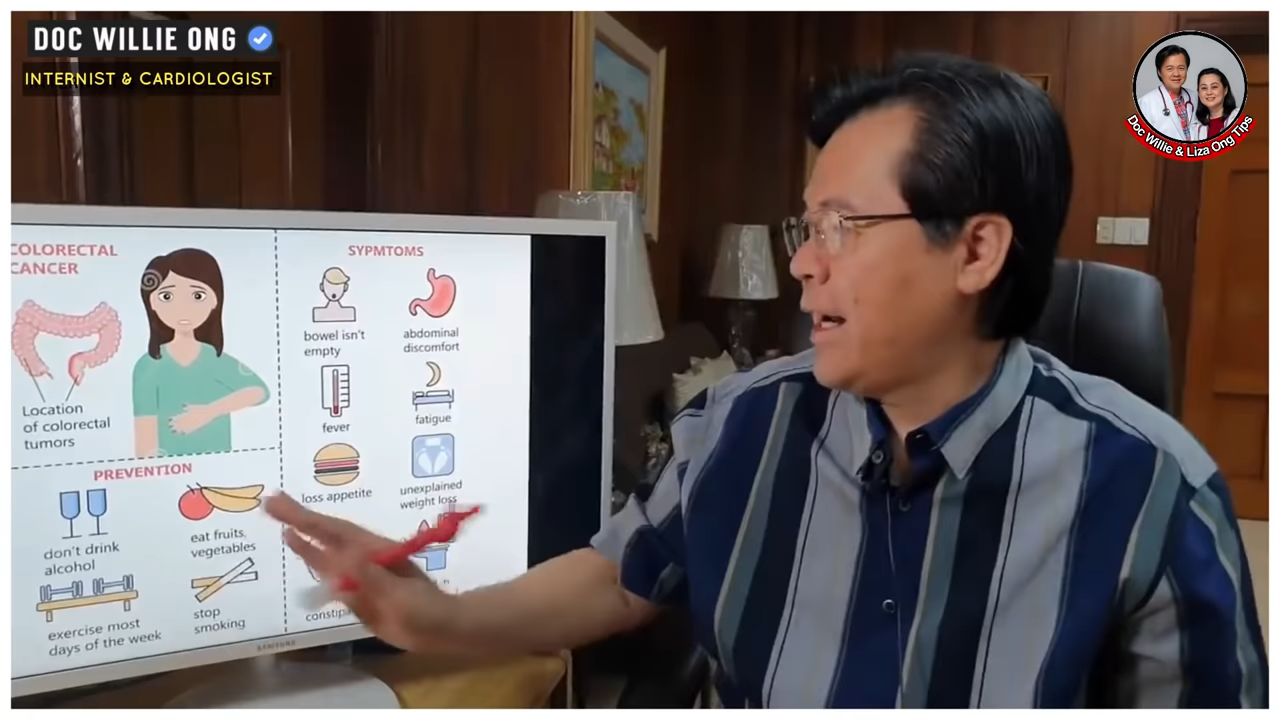 DOC WILLIE ONG
INTERNIST & CARDIOLOGIST
Doc Willie & Liza Ong Tips
COLORECTAL
CANCER
Location
of colorectal
tumors
SYPMTOMS
bowel isn't
empty
abdominal
discomfort
fever
fatigue
loss appetite
unexplained
weight loss
PREVENTION
don't drink
alcohol
eat fruits,
vegetables
exercise most
days of the week
stop
smoking
SAMSUNG